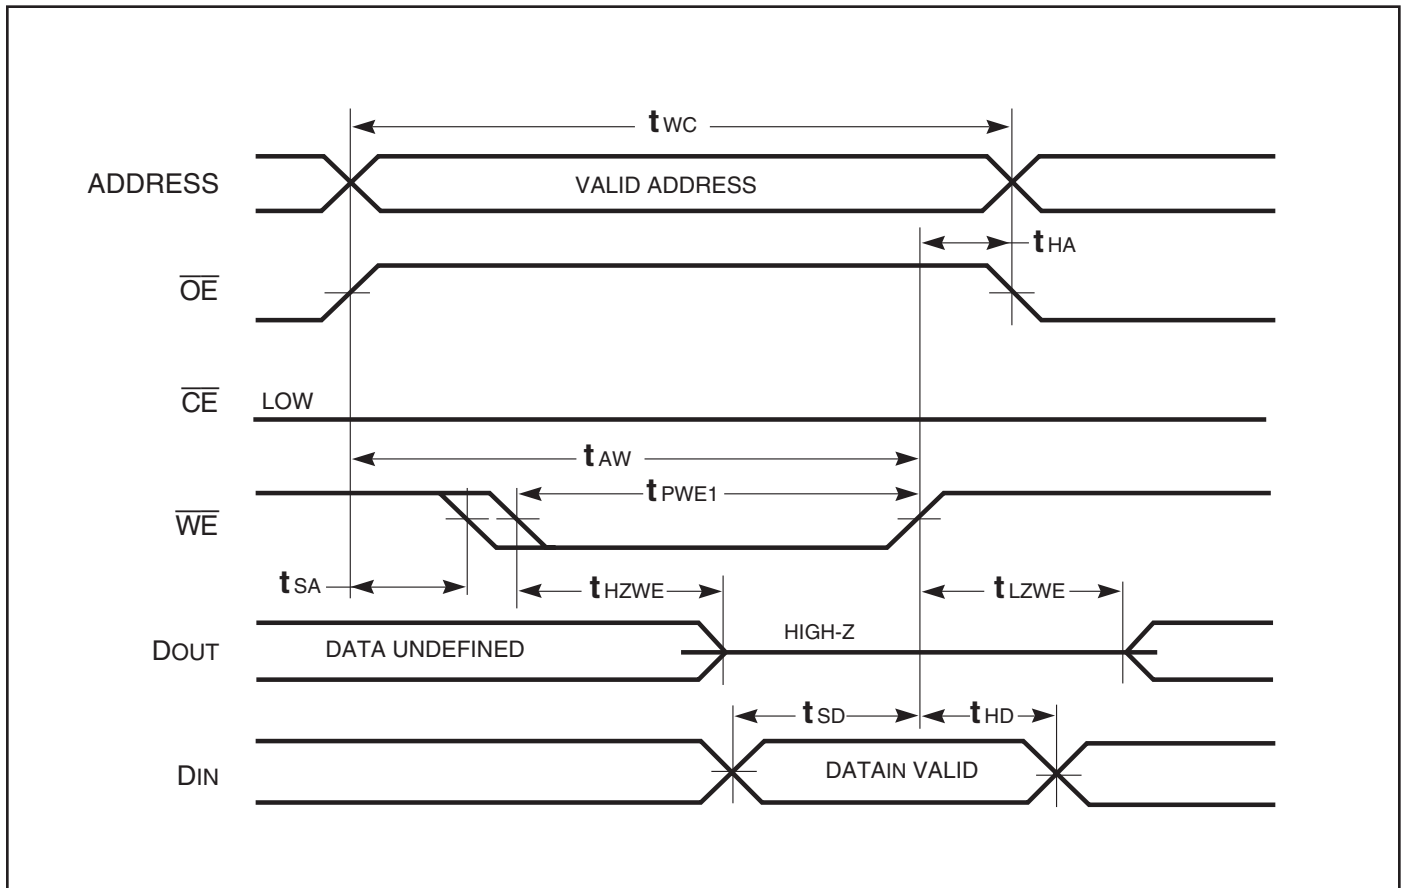 tWC
ADDRESS
VALID ADDRESS
tHA
OE
CE
LOW
tAW
tPWE1
WE
tSA
tHZWE
tLZWE
DOUT
DATA UNDEFINED
HIGH-Z
tSD
tHD
DIN
DATAIN VALID